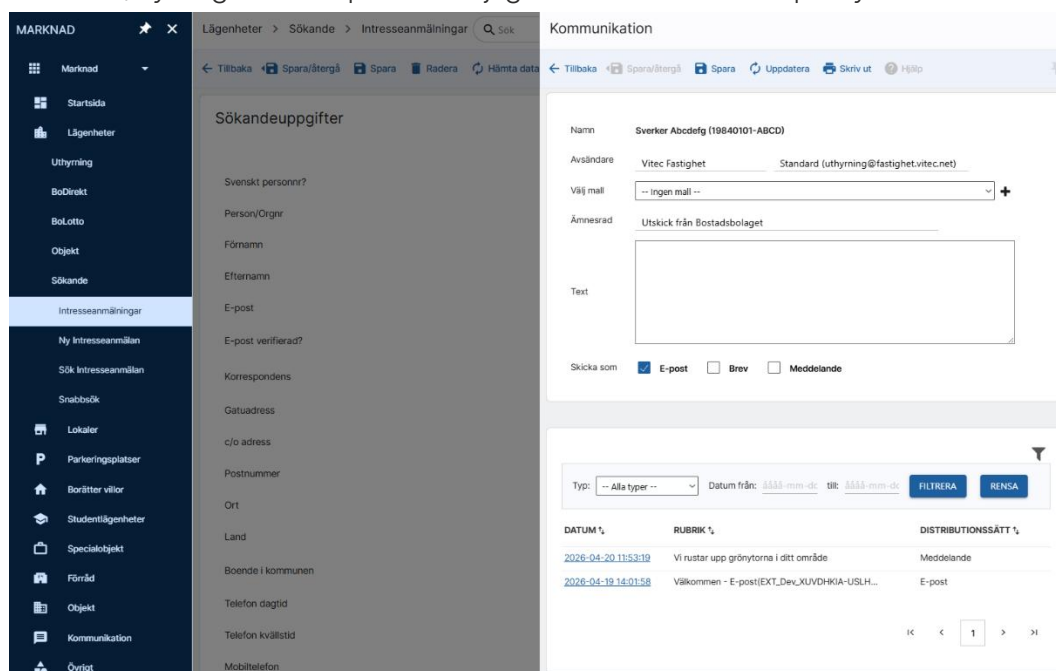 MARKNAD
Marknad
Startsida
Lägenheter
Uthyrning
BoDirekt
BoLotto
Objekt
Sökande
Intresseanmälningar
Ny Intresseanmälan
Sök Intresseanmälan
Snabbsök
Lokaler
Parkeringsplatser
Borätter villor
Studentlägenheter
Specialobjekt
Förråd
Objekt
Kommunikation
Övrigt
Lägenheter > Sökande > Intresseanmälningar Sök
Tillbaka Spara/återgå Spara Radera Hämta data
Sökandeuppgifter
Svenskt personnr?
Person/Orgnr
Förnamn
Efternamn
E-post
E-post verifierad?
Korrespondens
Gatuadress
c/o adress
Postnummer
Ort
Land
Boende i kommunen
Telefon dagtid
Telefon kvällstid
Mobiltelefon
Kommunikation
Tillbaka Spara/återgå Spara Uppdatera Skriv ut Hjälp
Namn Sverker Abcdefg (19840101-ABCD)
Avsändare Vitec Fastighet Standard (uthyrning@fastighet.vitec.net)
Välj mall -- Ingen mall --
Ämnesrad Utskick från Bostadsbolaget
Text
Skicka som E-post Brev Meddelande
Typ: -- Alla typer -- Datum från: åååå-mm-dd till: åååå-mm-dd FILTRERA RENSA
DATUM RUBRIK DISTRIBUTIONSSÄTT
2026-04-20 11:53:19 Vi rustar upp grönytorna i ditt område Meddelande
2026-04-19 14:01:58 Välkommen - E-post(EXT_Dev_XUVDHKIA-USLH... E-post
1